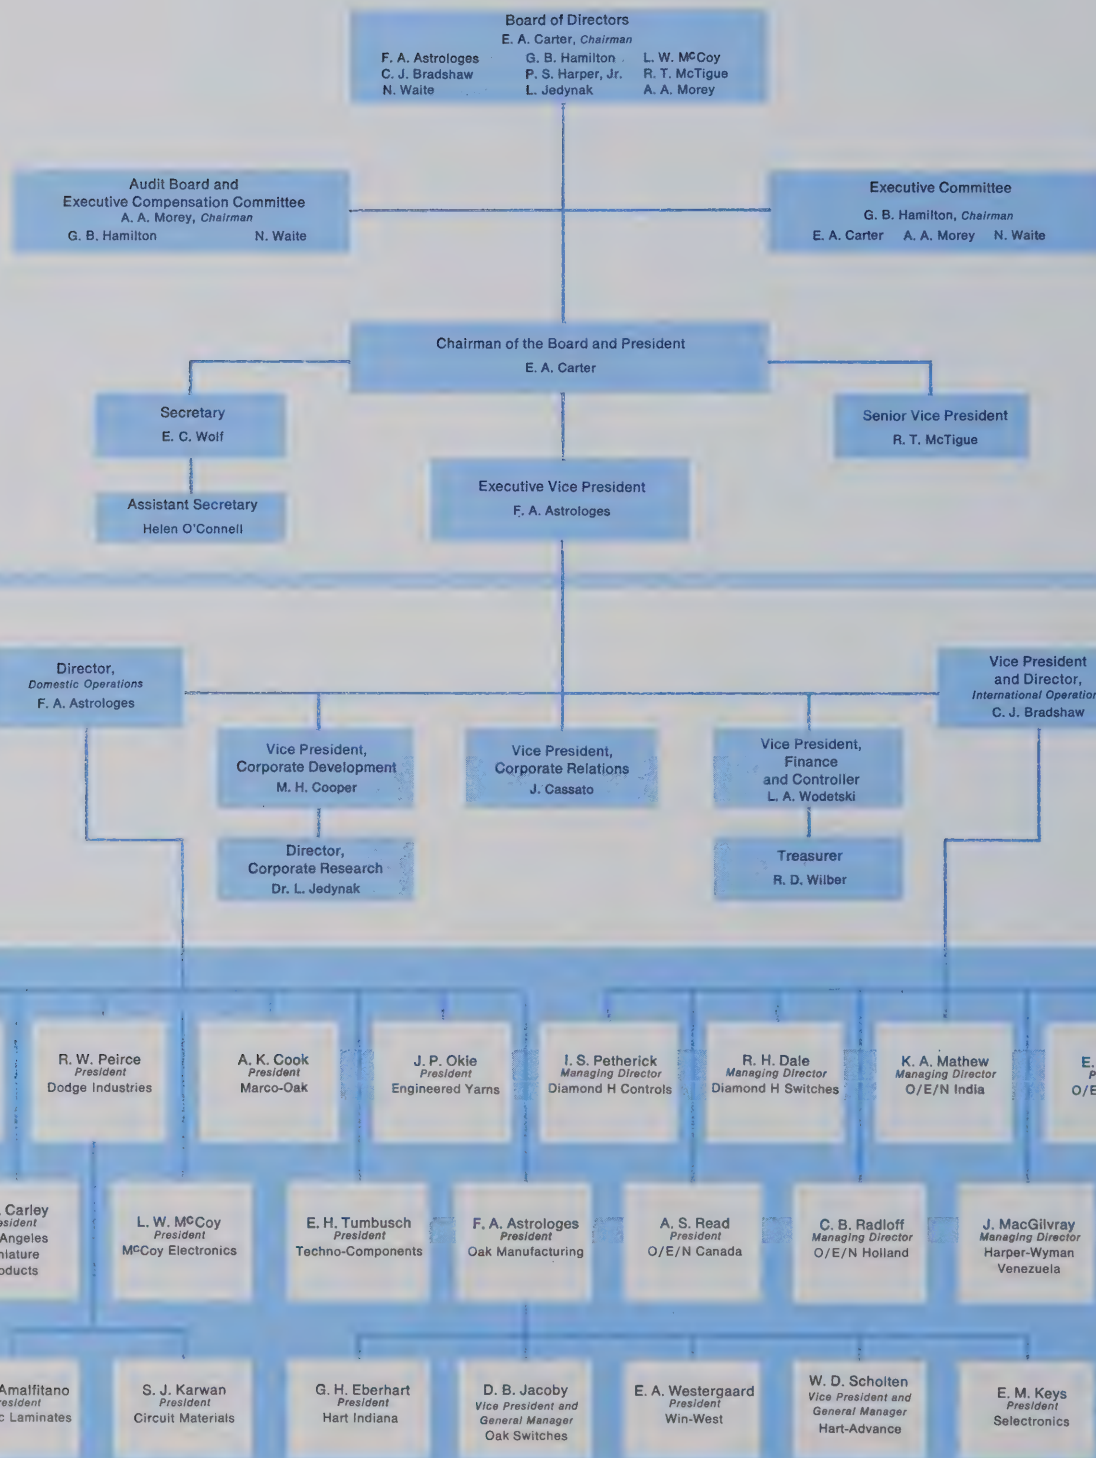 Board of Directors
E. A. Carter, Chairman
F. A. Astrologes G. B. Hamilton L. W. McCoy
C. J. Bradshaw P. S. Harper, Jr. R. T. McTigue
N. Waite L. Jedynak A. A. Morey
Audit Board and
Executive Compensation Committee
A. A. Morey, Chairman
G. B. Hamilton N. Waite
Executive Committee
G. B. Hamilton, Chairman
E. A. Carter A. A. Morey N. Waite
Chairman of the Board and President
E. A. Carter
Secretary
E. C. Wolf
Senior Vice President
R. T. McTigue
Assistant Secretary
Helen O'Connell
Executive Vice President
F. A. Astrologes
Director,
Domestic Operations
F. A. Astrologes
Vice President
and Director,
International Operation
C. J. Bradshaw
Vice President,
Corporate Development
M. H. Cooper
Vice President,
Corporate Relations
J. Cassato
Vice President,
Finance
and Controller
L. A. Wodetski
Director,
Corporate Research
Dr. L. Jedynak
Treasurer
R. D. Wilber
R. W. Peirce
President
Dodge Industries
A. K. Cook
President
Marco-Oak
J. P. Okie
President
Engineered Yarns
I. S. Petherick
Managing Director
Diamond H Controls
R. H. Dale
Managing Director
Diamond H Switches
K. A. Mathew
Managing Director
O/E/N India
E.
P
O/E
. Carley
esident
Angeles
niature
oducts
L. W. McCoy
President
McCoy Electronics
E. H. Tumbusch
President
Techno-Components
F. A. Astrologes
President
Oak Manufacturing
A. S. Read
President
O/E/N Canada
C. B. Radloff
Managing Director
O/E/N Holland
J. MacGilvray
Managing Director
Harper-Wyman
Venezuela
Amalfitano
resident
c Laminates
S. J. Karwan
President
Circuit Materials
G. H. Eberhart
President
Hart Indiana
D. B. Jacoby
Vice President and
General Manager
Oak Switches
E. A. Westergaard
President
Win-West
W. D. Scholten
Vice President and
General Manager
Hart-Advance
E. M. Keys
President
Selectronics